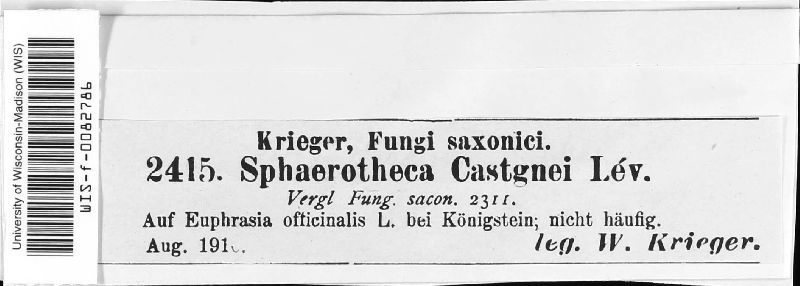 University of Wisconsin-Madison (WIS)
WIS-f-0082786
Krieger, Fungi saxonici.
2415. Sphaerotheca Castgnei Lév.
Vergl Fung. sacon. 2311.
Auf Euphrasia officinalis L. bei Königstein; nicht häufig.
Aug. leg. W. Krieger.